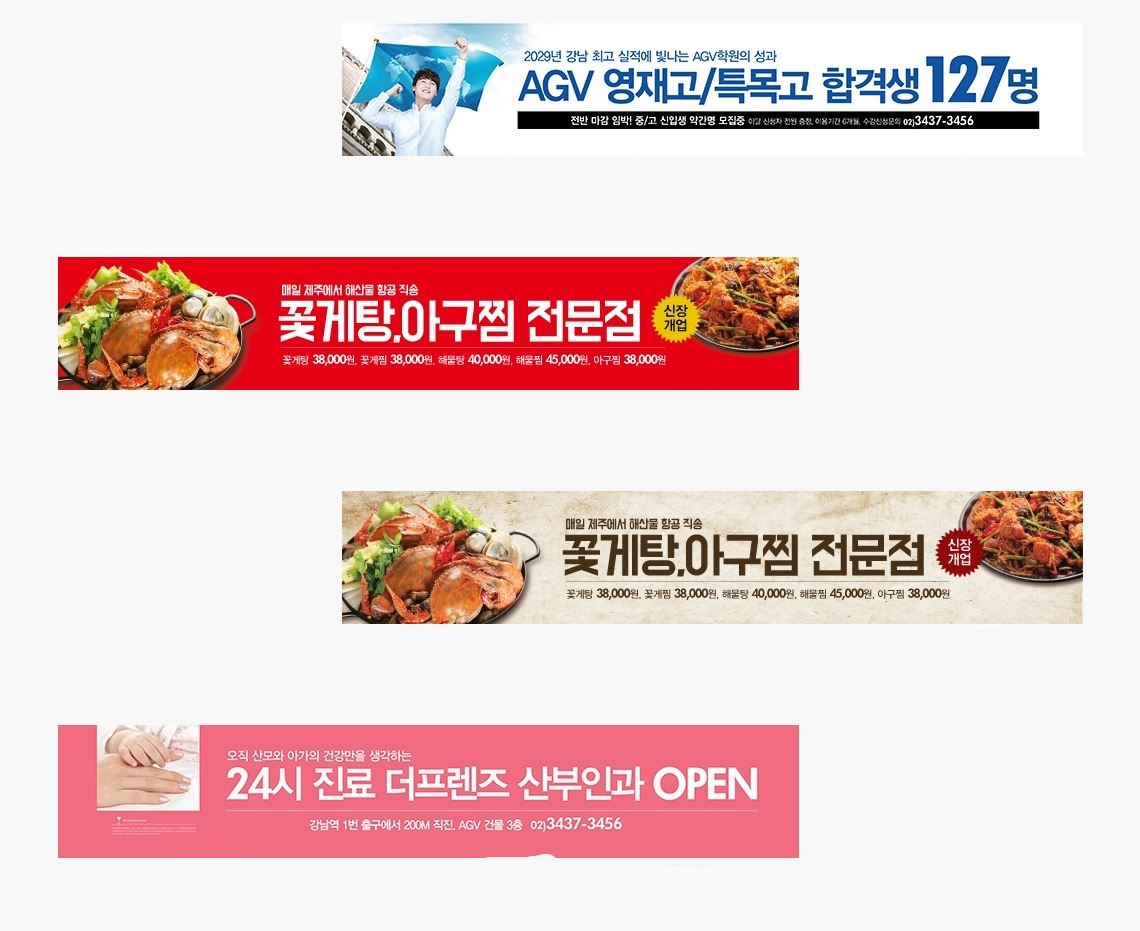 2029년 강남 최고 실적에 빛나는 AGV학원의 성과
AGV 영재고/특목고 합격생 127명
전반 마감 임박! 중/고 신입생 약간명 모집중 이달 신청자 전원 증정, 이용기간 6개월, 수강신청문의 02)3437-3456
매일 제주에서 해산물 항공 직송
꽃게탕,아구찜 전문점
신장
개업
꽃게탕 38,000원, 꽃게찜 38,000원, 해물탕 40,000원, 해물찜 45,000원, 아구찜 38,000원
매일 제주에서 해산물 항공 직송
꽃게탕,아구찜 전문점
신장
개업
꽃게탕 38,000원, 꽃게찜 38,000원, 해물탕 40,000원, 해물찜 45,000원, 아구찜 38,000원
오직 산모와 아가의 건강만을 생각하는
24시 진료 더프렌즈 산부인과 OPEN
강남역 1번 출구에서 200M 직진. AGV 건물 3층 02)3437-3456